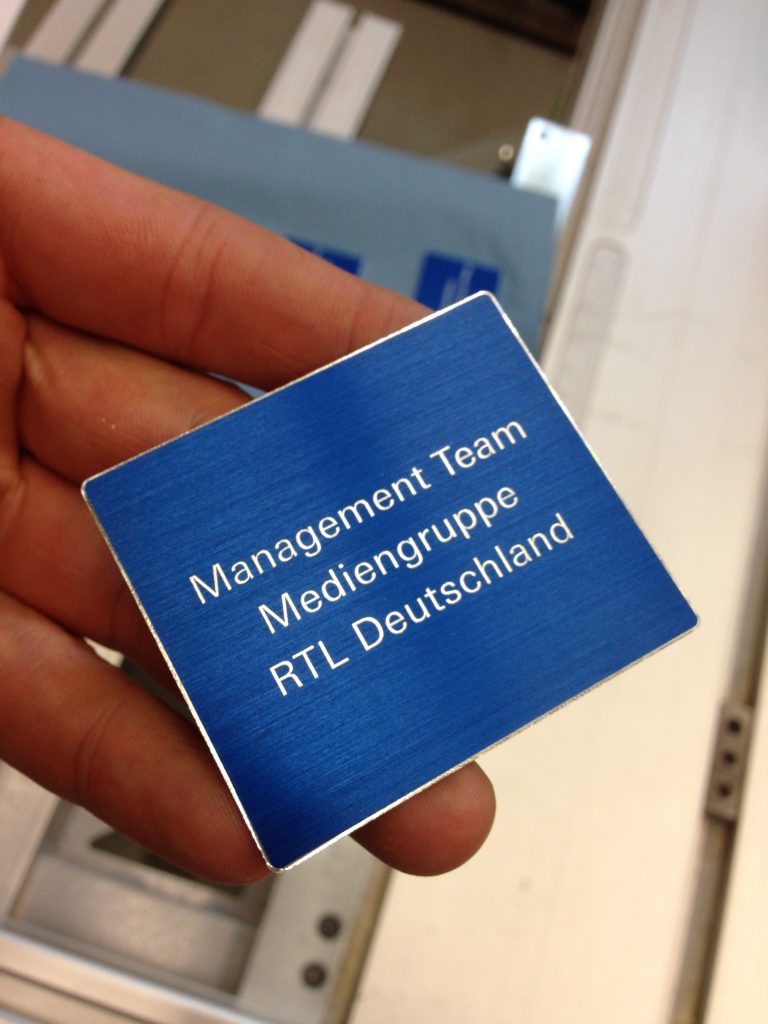 Management Team
Mediengruppe
RTL Deutschland